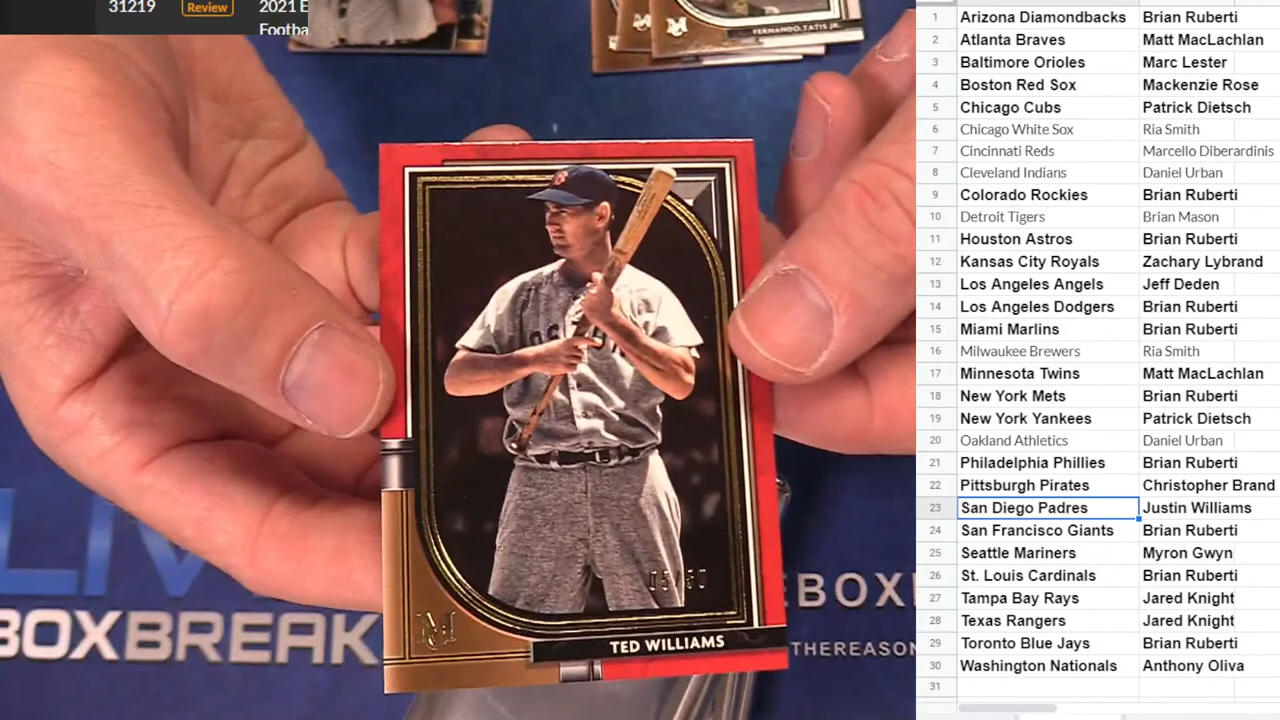 31219
Review
2021 E
Footba
FERNANDO TATIS JR.
05/50
TED WILLIAMS
LIV
BOXBREAK
EBOX
THEREASON
1 Arizona Diamondbacks Brian Ruberti
2 Atlanta Braves Matt MacLachlan
3 Baltimore Orioles Marc Lester
4 Boston Red Sox Mackenzie Rose
5 Chicago Cubs Patrick Dietsch
6 Chicago White Sox Ria Smith
7 Cincinnati Reds Marcello Diberardinis
8 Cleveland Indians Daniel Urban
9 Colorado Rockies Brian Ruberti
10 Detroit Tigers Brian Mason
11 Houston Astros Brian Ruberti
12 Kansas City Royals Zachary Lybrand
13 Los Angeles Angels Jeff Deden
14 Los Angeles Dodgers Brian Ruberti
15 Miami Marlins Brian Ruberti
16 Milwaukee Brewers Ria Smith
17 Minnesota Twins Matt MacLachlan
18 New York Mets Brian Ruberti
19 New York Yankees Patrick Dietsch
20 Oakland Athletics Daniel Urban
21 Philadelphia Phillies Brian Ruberti
22 Pittsburgh Pirates Christopher Brand
23 San Diego Padres Justin Williams
24 San Francisco Giants Brian Ruberti
25 Seattle Mariners Myron Gwyn
26 St. Louis Cardinals Brian Ruberti
27 Tampa Bay Rays Jared Knight
28 Texas Rangers Jared Knight
29 Toronto Blue Jays Brian Ruberti
30 Washington Nationals Anthony Oliva
31